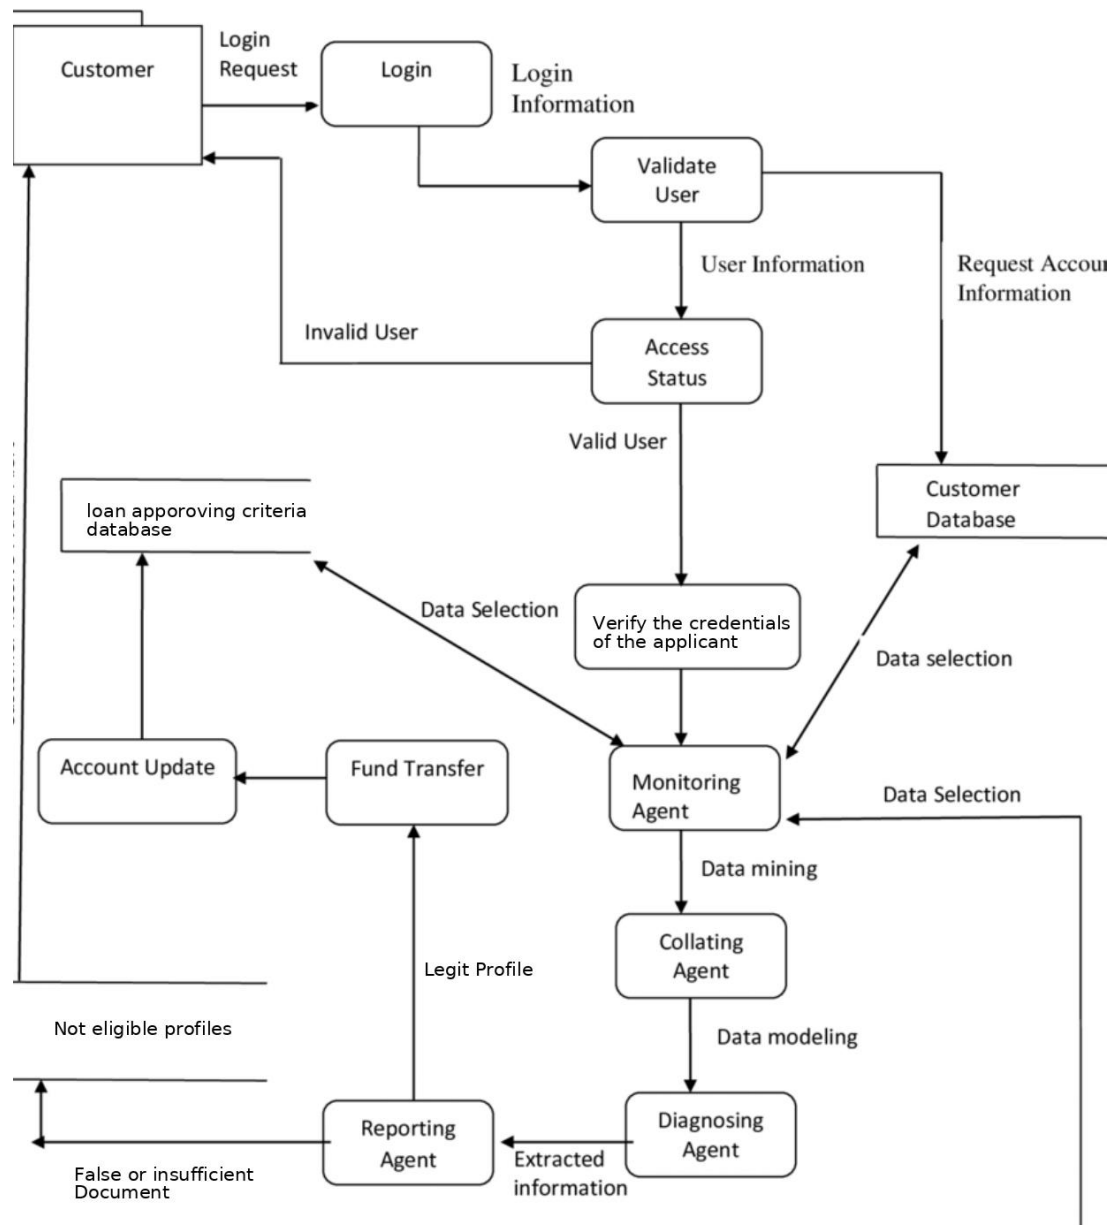 Login
Request
Customer
Login
Login
Information
Validate
User
User Information
Request Accou
Information
Invalid User
Access
Status
Valid User
Customer
Database
loan apporoving criteria
database
Data Selection
Verify the credentials
of the applicant
Data selection
Account Update
Fund Transfer
Monitoring
Agent
Data Selection
Data mining
Collating
Agent
Legit Profile
Not eligible profiles
Data modeling
Reporting
Agent
Diagnosing
Agent
Extracted
information
False or insufficient
Document